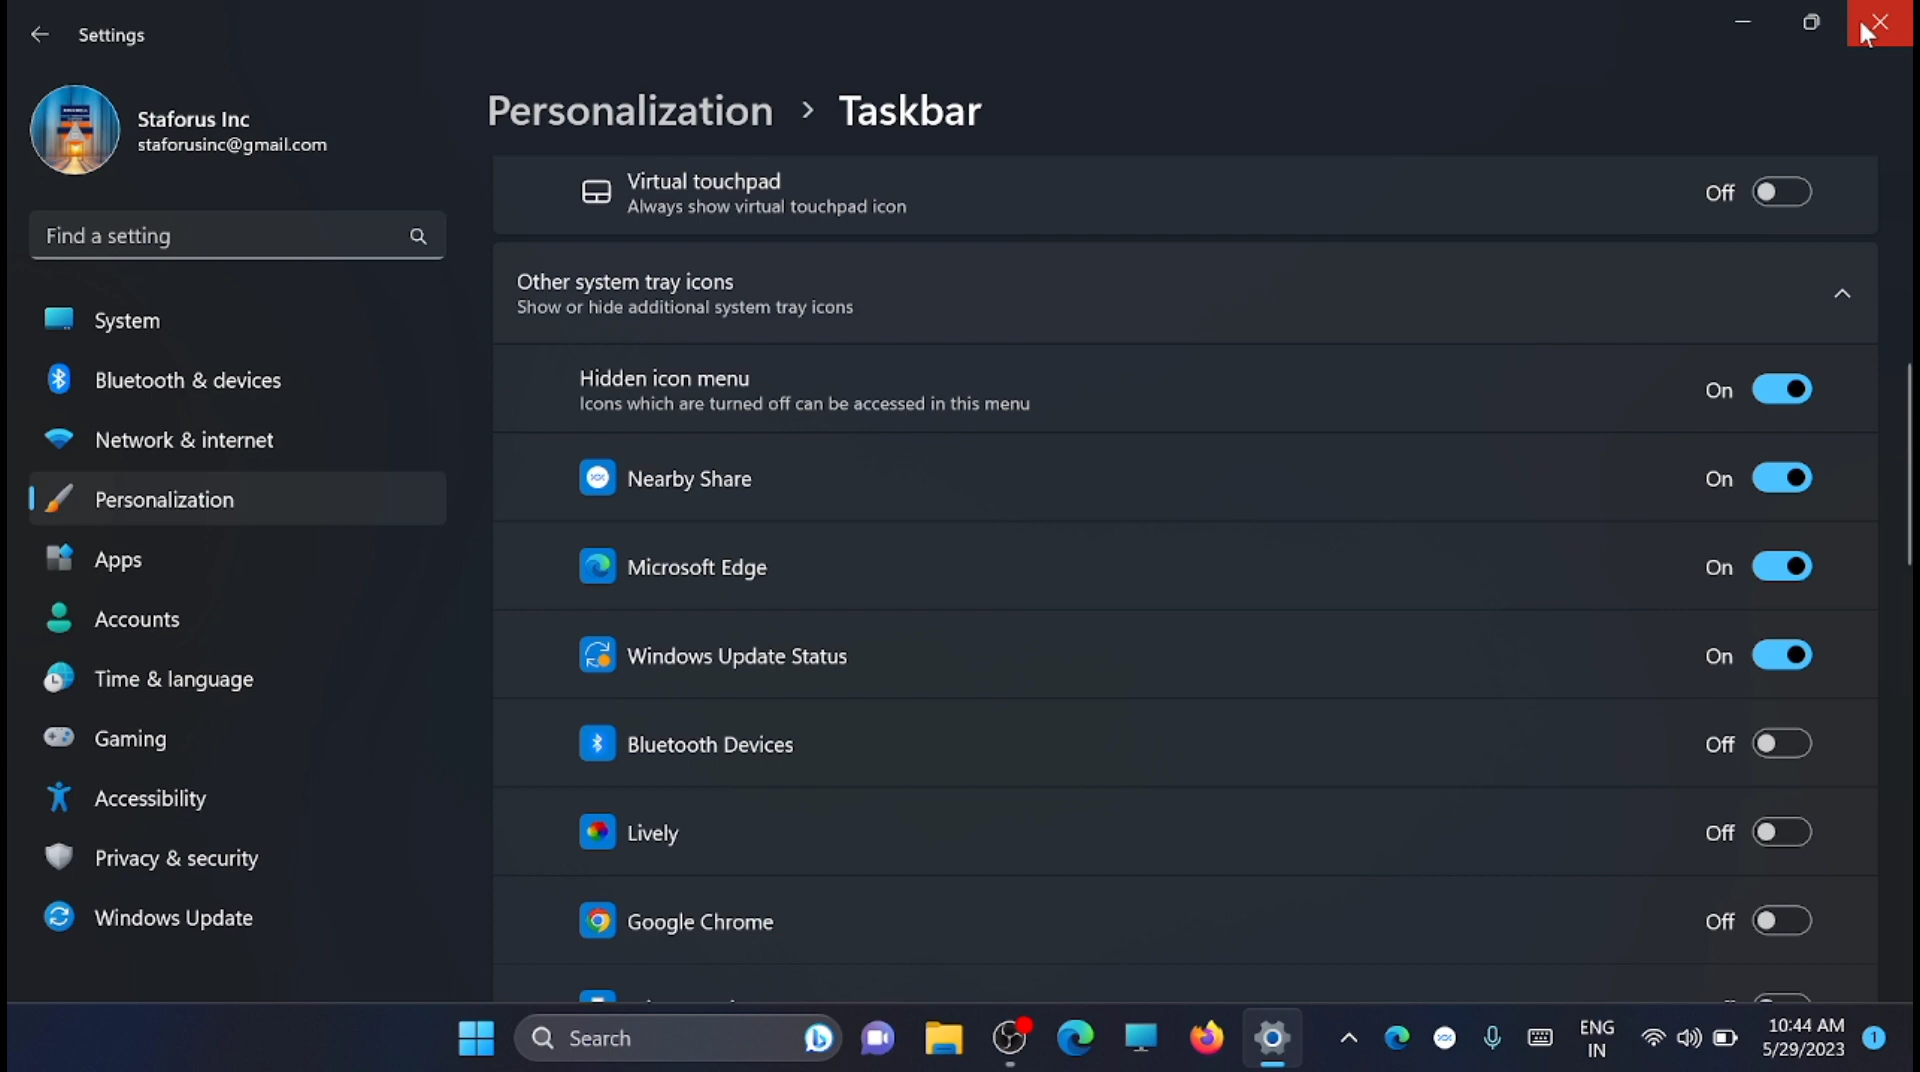 Settings
Staforus Inc
staforusinc@gmail.com
Find a setting
System
Bluetooth & devices
Network & internet
Personalization
Apps
Accounts
Time & language
Gaming
Accessibility
Privacy & security
Windows Update
Personalization > Taskbar
Virtual touchpad
Always show virtual touchpad icon
Off
Other system tray icons
Show or hide additional system tray icons
Hidden icon menu
Icons which are turned off can be accessed in this menu
On
Nearby Share
On
Microsoft Edge
On
Windows Update Status
On
Bluetooth Devices
Off
Lively
Off
Google Chrome
Off
Search
ENG
IN
10:44 AM
5/29/2023
1